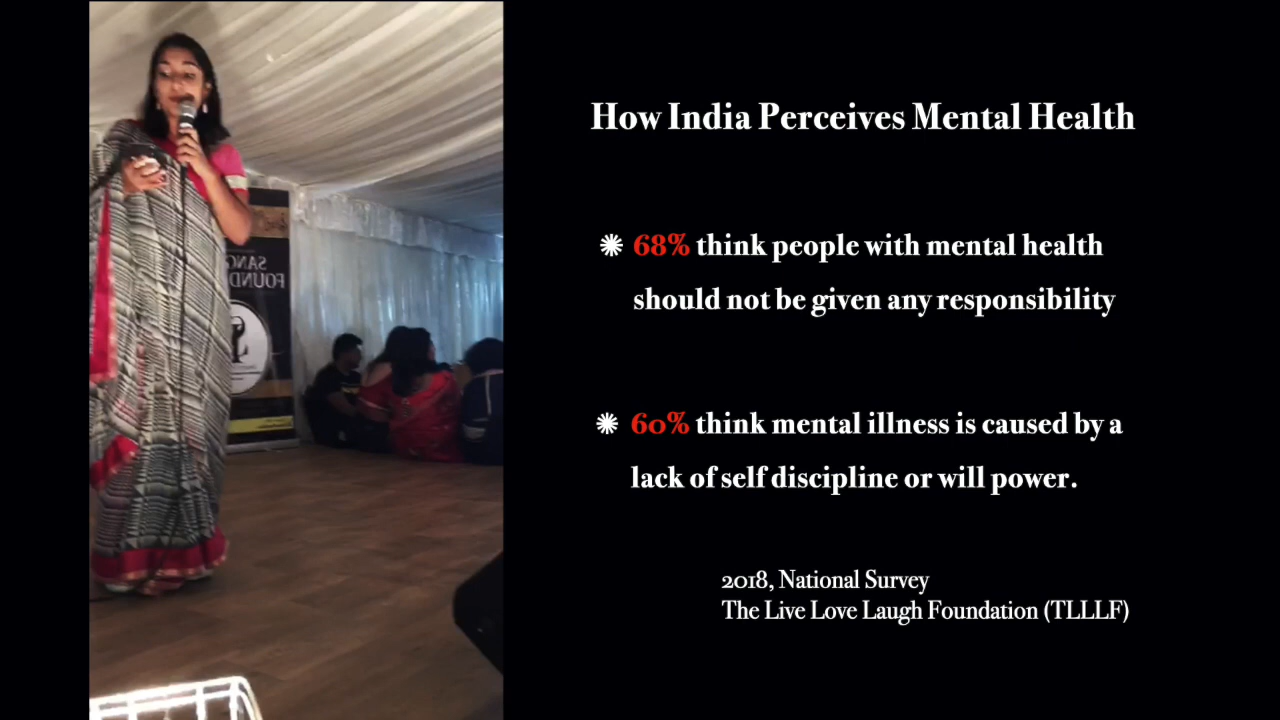 How India Perceives Mental Health
68% think people with mental health
should not be given any responsibility
60% think mental illness is caused by a
lack of self discipline or will power.
2018, National Survey
The Live Love Laugh Foundation (TLLLF)